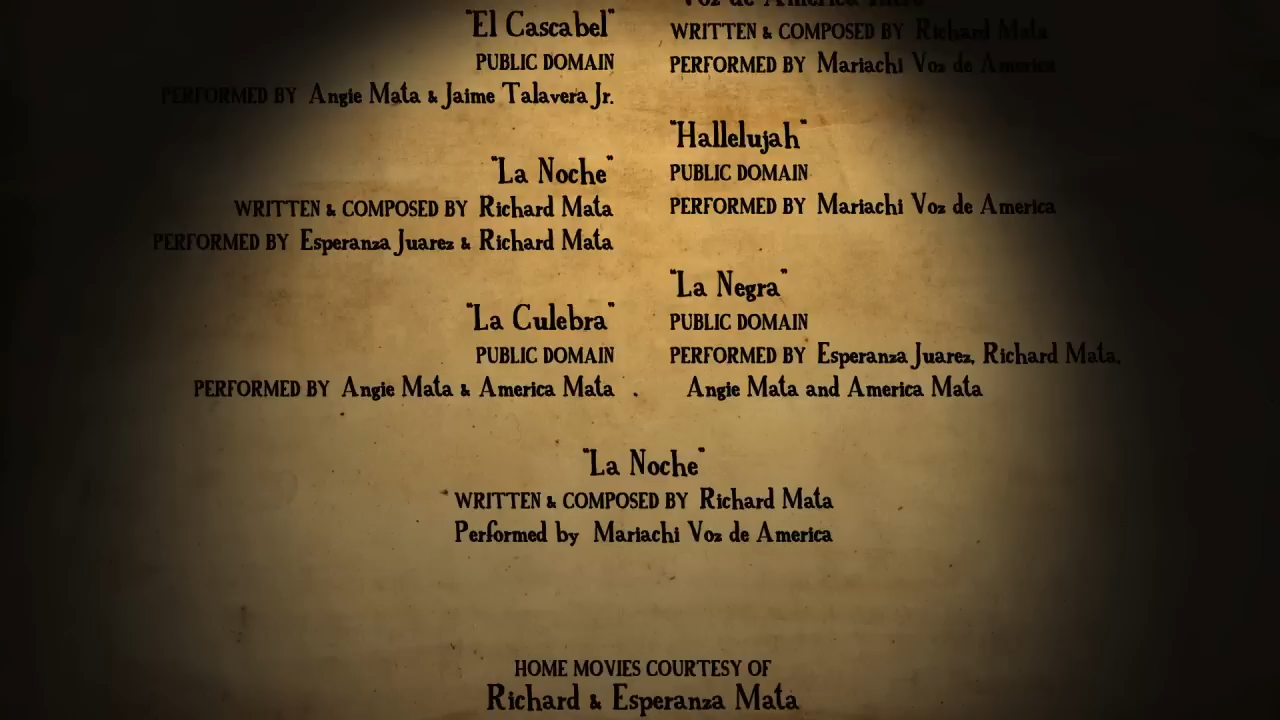 "El Cascabel"
PUBLIC DOMAIN
PERFORMED BY Angie Mata & Jaime Talavera Jr.
"La Noche"
WRITTEN & COMPOSED BY Richard Mata
PERFORMED BY Esperanza Juarez & Richard Mata
"La Culebra"
PUBLIC DOMAIN
PERFORMED BY Angie Mata & America Mata
Voz de America Intro
WRITTEN & COMPOSED BY Richard Mata
PERFORMED BY Mariachi Voz de America
"Hallelujah"
PUBLIC DOMAIN
PERFORMED BY Mariachi Voz de America
"La Negra"
PUBLIC DOMAIN
PERFORMED BY Esperanza Juarez, Richard Mata,
Angie Mata and America Mata
"La Noche"
WRITTEN & COMPOSED BY Richard Mata
Performed by Mariachi Voz de America
HOME MOVIES COURTESY OF
Richard & Esperanza Mata